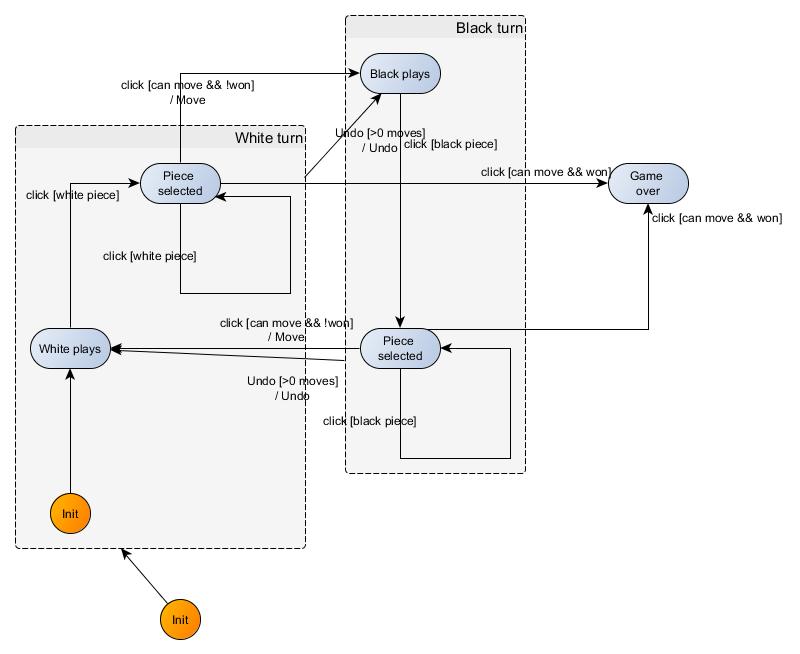 Black turn
Black plays
click [can move && !won]
/ Move
Undo [>0 moves]
/ Undo
click [black piece]
White turn
Piece
selected
click [can move && won]
Game
over
click [white piece]
click [can move && won]
click [white piece]
click [can move && !won]
/ Move
White plays
Piece
selected
Undo [>0 moves]
/ Undo
click [black piece]
Init
Init